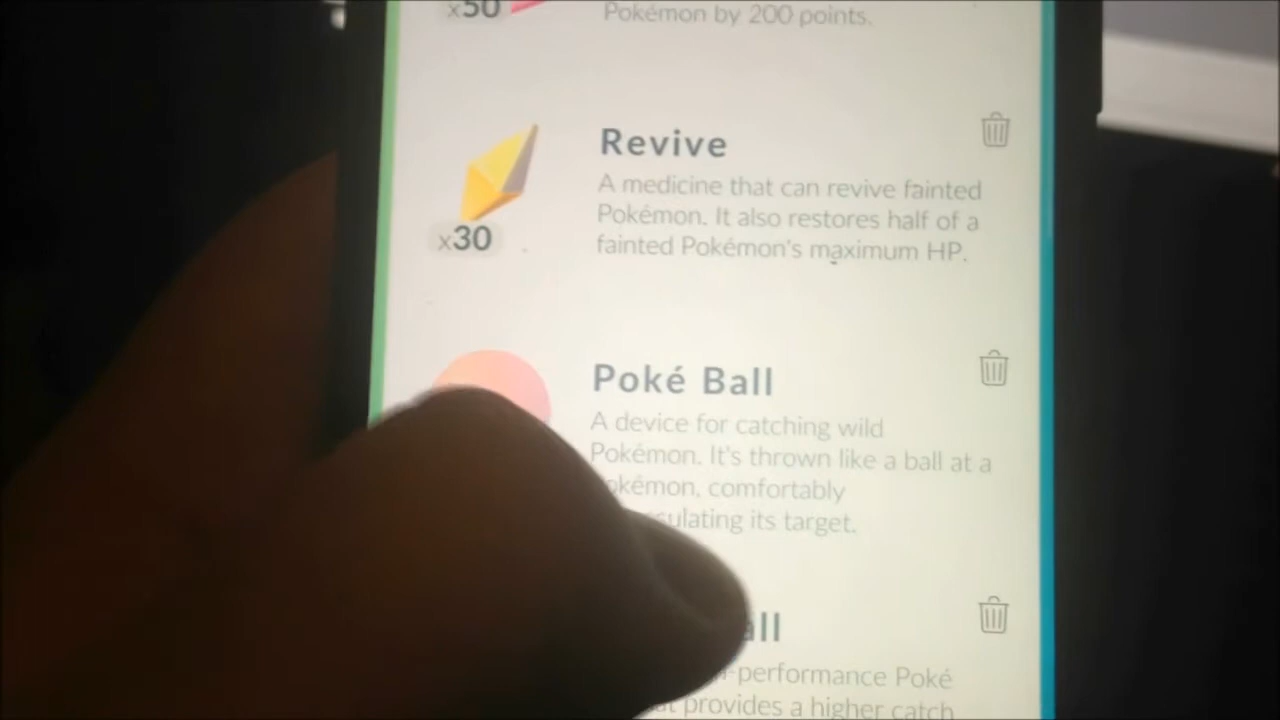 x50
Pokémon by 200 points.
Revive
A medicine that can revive fainted
Pokémon. It also restores half of a
fainted Pokémon's maximum HP.
x30
Poké Ball
A device for catching wild
Pokémon. It's thrown like a ball at a
okémon, comfortably
sulating its target.
all
-performance Poké
at provides a higher catch